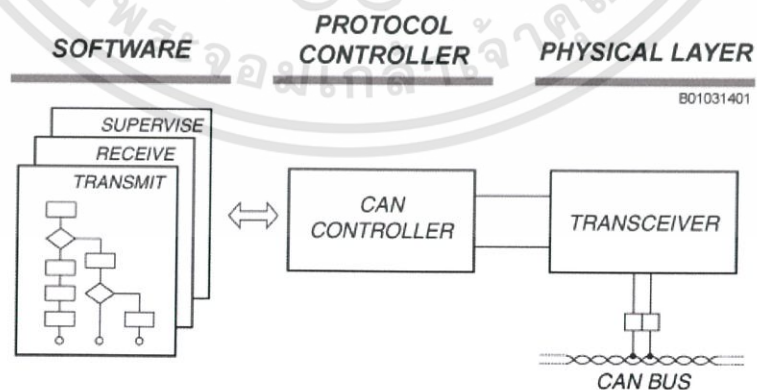 SOFTWARE
PROTOCOL
CONTROLLER
PHYSICAL LAYER
B01031401
SUPERVISE
RECEIVE
TRANSMIT
CAN
CONTROLLER
TRANSCEIVER
CAN BUS